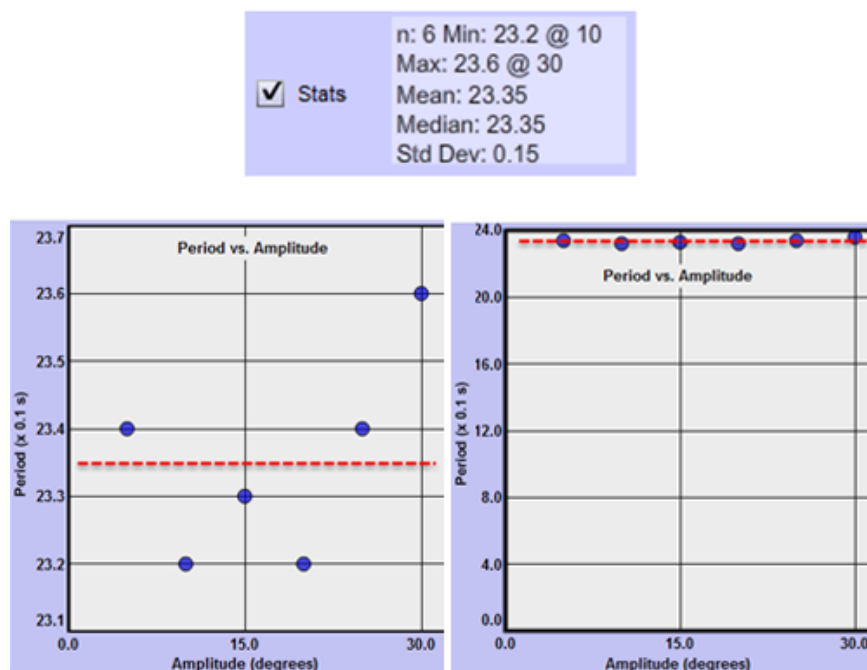 n: 6 Min: 23.2 @ 10
Max: 23.6 @ 30
Stats
Mean: 23.35
Median: 23.35
Std Dev: 0.15
23.7
Period vs. Amplitude
23.6
23.5
23.4
23.3
23.2
23.1
Period (x 0.1 s)
0.0
15.0
30.0
Amplitude (degrees)
24.0
Period vs. Amplitude
20.0
16.0
12.0
8.0
4.0
0.0
Period (x 0.1 s)
0.0
15.0
30.0
Amplitude (degrees)